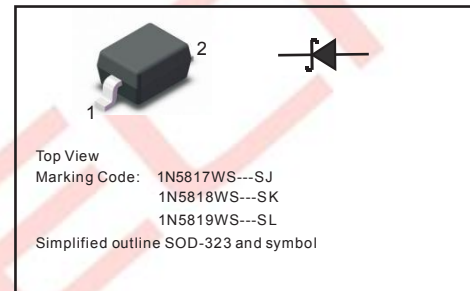 2
1
Top View
Marking Code: 1N5817WS---SJ
1N5818WS---SK
1N5819WS---SL
Simplified outline SOD-323 and symbol